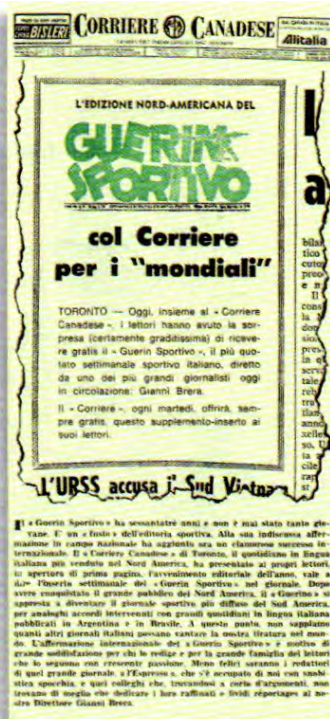 BISLERI
CORRIERE CANADESE
Alitalia
L'EDIZIONE NORD-AMERICANA DEL
GUERIN
SPORTIVO
col Corriere
per i "mondiali"
TORONTO — Oggi, insieme al « Corriere
Canadese », i lettori hanno avuto la sor-
presa (certamente graditissima) di riceve-
re gratis il « Guerin Sportivo », il più quo-
tato settimanale sportivo italiano, diretto
da uno dei più grandi giornalisti oggi
in circolazione: Gianni Brera.
Il « Corriere », ogni martedì, offrirà, sem-
pre gratis, questo supplemento-inserto ai
suoi lettori.
L'URSS accusa il Sud Vietnam
Il « Guerin Sportivo » ha sessantatré anni e non è mai stato tanto gio-
vane. E' un « fusto » dell'editoria sportiva. Alla sua indiscussa affer-
mazione in campo nazionale ha aggiunto ora un clamoroso successo in-
ternazionale. Il « Corriere Canadese » di Toronto, il quotidiano in lingua
italiana più venduto nel Nord America, ha presentato ai propri lettori,
in apertura di prima pagina, l'avvenimento editoriale dell'anno, vale a
dire l'inserto settimanale del « Guerin Sportivo » nel giornale. Dopo
avere conquistato il grande pubblico del Nord America, il « Guerino » si
appresta a diventare il giornale sportivo più diffuso del Sud America,
per analoghi accordi intervenuti con grandi quotidiani in lingua italiana
pubblicati in Argentina e in Brasile. A questo punto, non sappiamo
quanti altri giornali italiani possano vantare la nostra tiratura nel mon-
do. L'affermazione internazionale del « Guerin Sportivo » è motivo di
grande soddisfazione per chi lo redige e per la grande famiglia dei lettori
che lo seguono con crescente passione. Meno felici saranno i redattori
di quel grande giornale, « l'Espresso », che s'è occupato di noi con snobi-
stica spocchia, e quei colleghi che, trovandosi a corto d'argomenti, non
trovano di meglio che dedicare i loro raffinati e lividi réportages al no-
stro Direttore Gianni Brera.